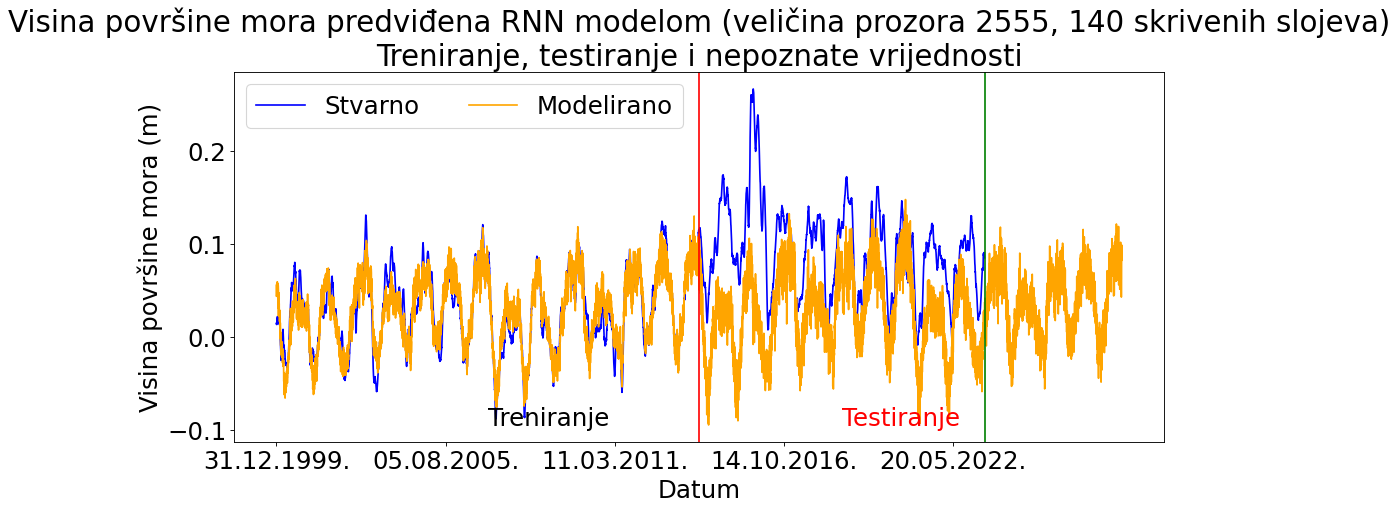 Visina površine mora predviđena RNN modelom (veličina prozora 2555, 140 skrivenih slojeva)
Treniranje, testiranje i nepoznate vrijednosti
Stvarno Modelirano
Visina površine mora (m)
0.2
0.1
0.0
−0.1
Treniranje Testiranje
31.12.1999. 05.08.2005. 11.03.2011. 14.10.2016. 20.05.2022.
Datum